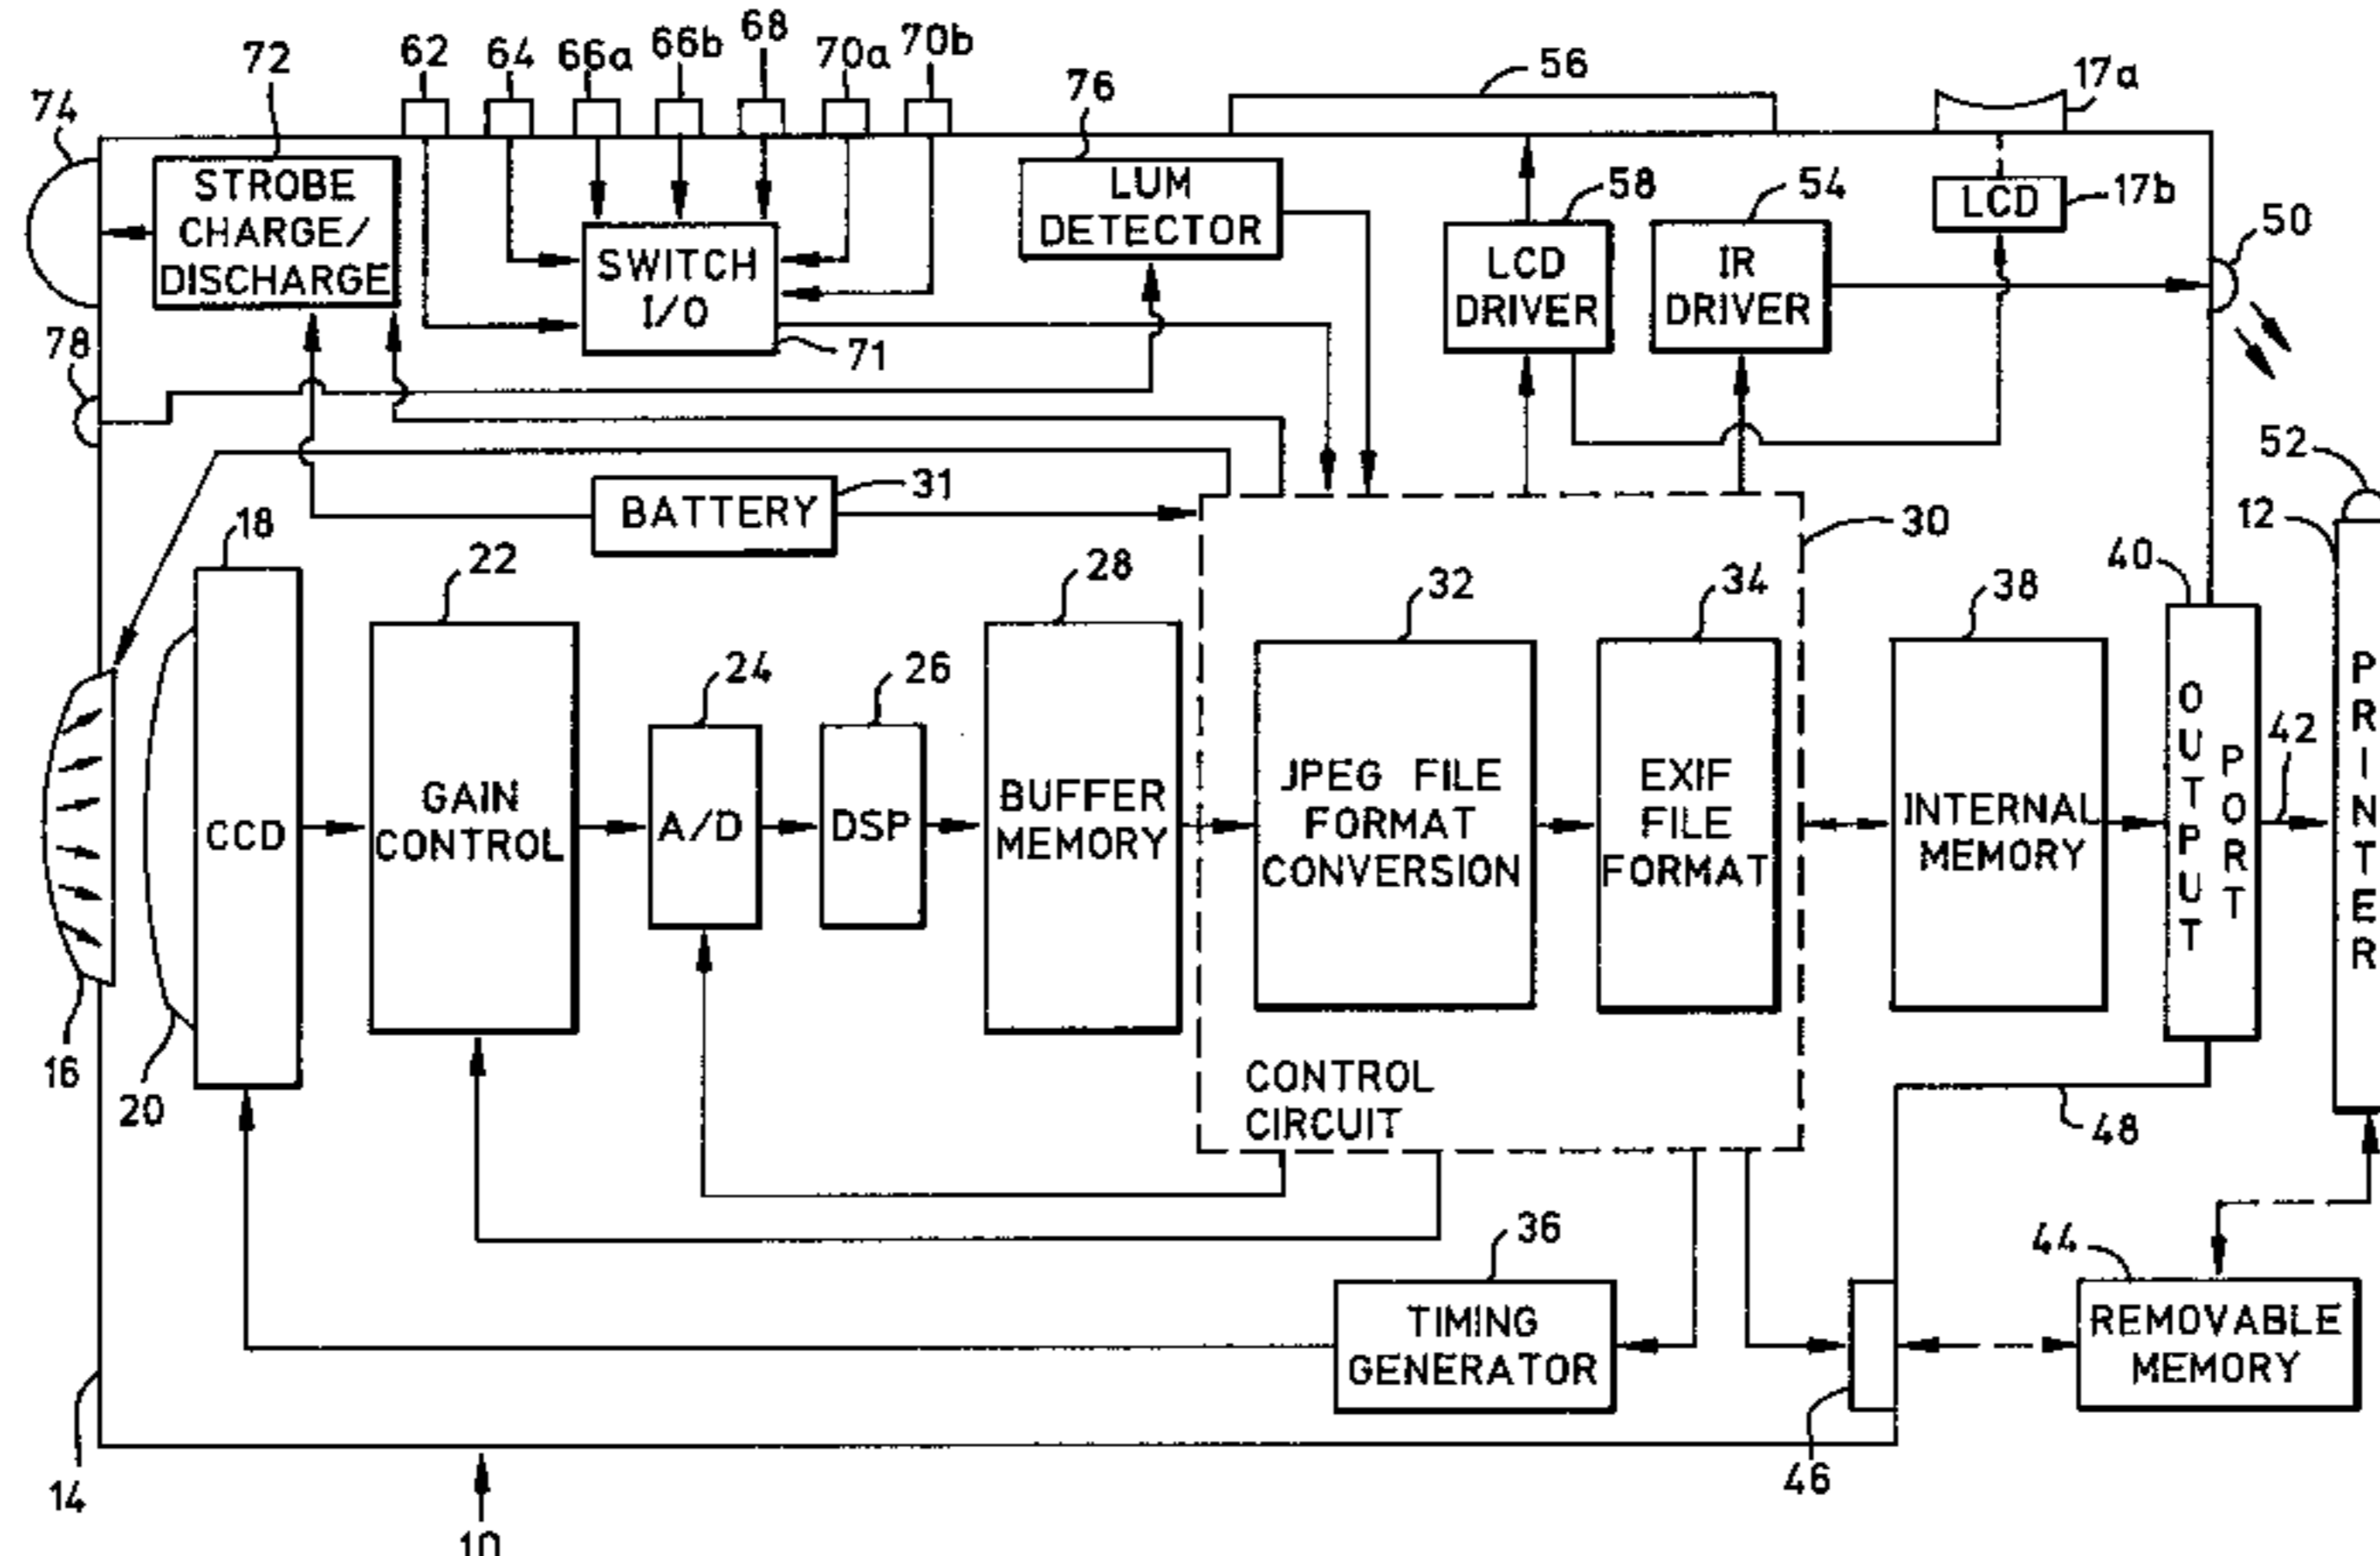 62 64 66a 66b 68 70a 70b
72 76 56 17a
74
STROBE
CHARGE/
DISCHARGE
LUM
DETECTOR
58 54
LCD 17b
50
SWITCH
I/O
71
LCD
DRIVER
IR
DRIVER
78
52
BATTERY 31
12
18 22 28 30
40
32 34 38
24 26
CCD
GAIN
CONTROL
A/D
DSP
BUFFER
MEMORY
JPEG FILE
FORMAT
CONVERSION
EXIF
FILE
FORMAT
INTERNAL
MEMORY
OUTPUT
PORT
42
PRINTER
16
20
CONTROL
CIRCUIT
48
36
44
TIMING
GENERATOR
REMOVABLE
MEMORY
46
14
10